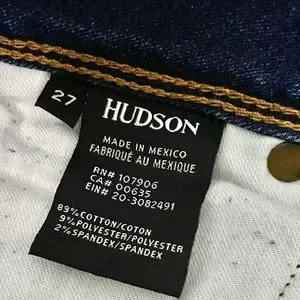 27
HUDSON
MADE IN MEXICO
FABRIQUÉ AU MEXIQUE
RN# 107906
CA# 00635
EIN# 20-3082491
89% COTTON/COTON
9% POLYESTER/POLYESTER
2% SPANDEX/SPANDEX